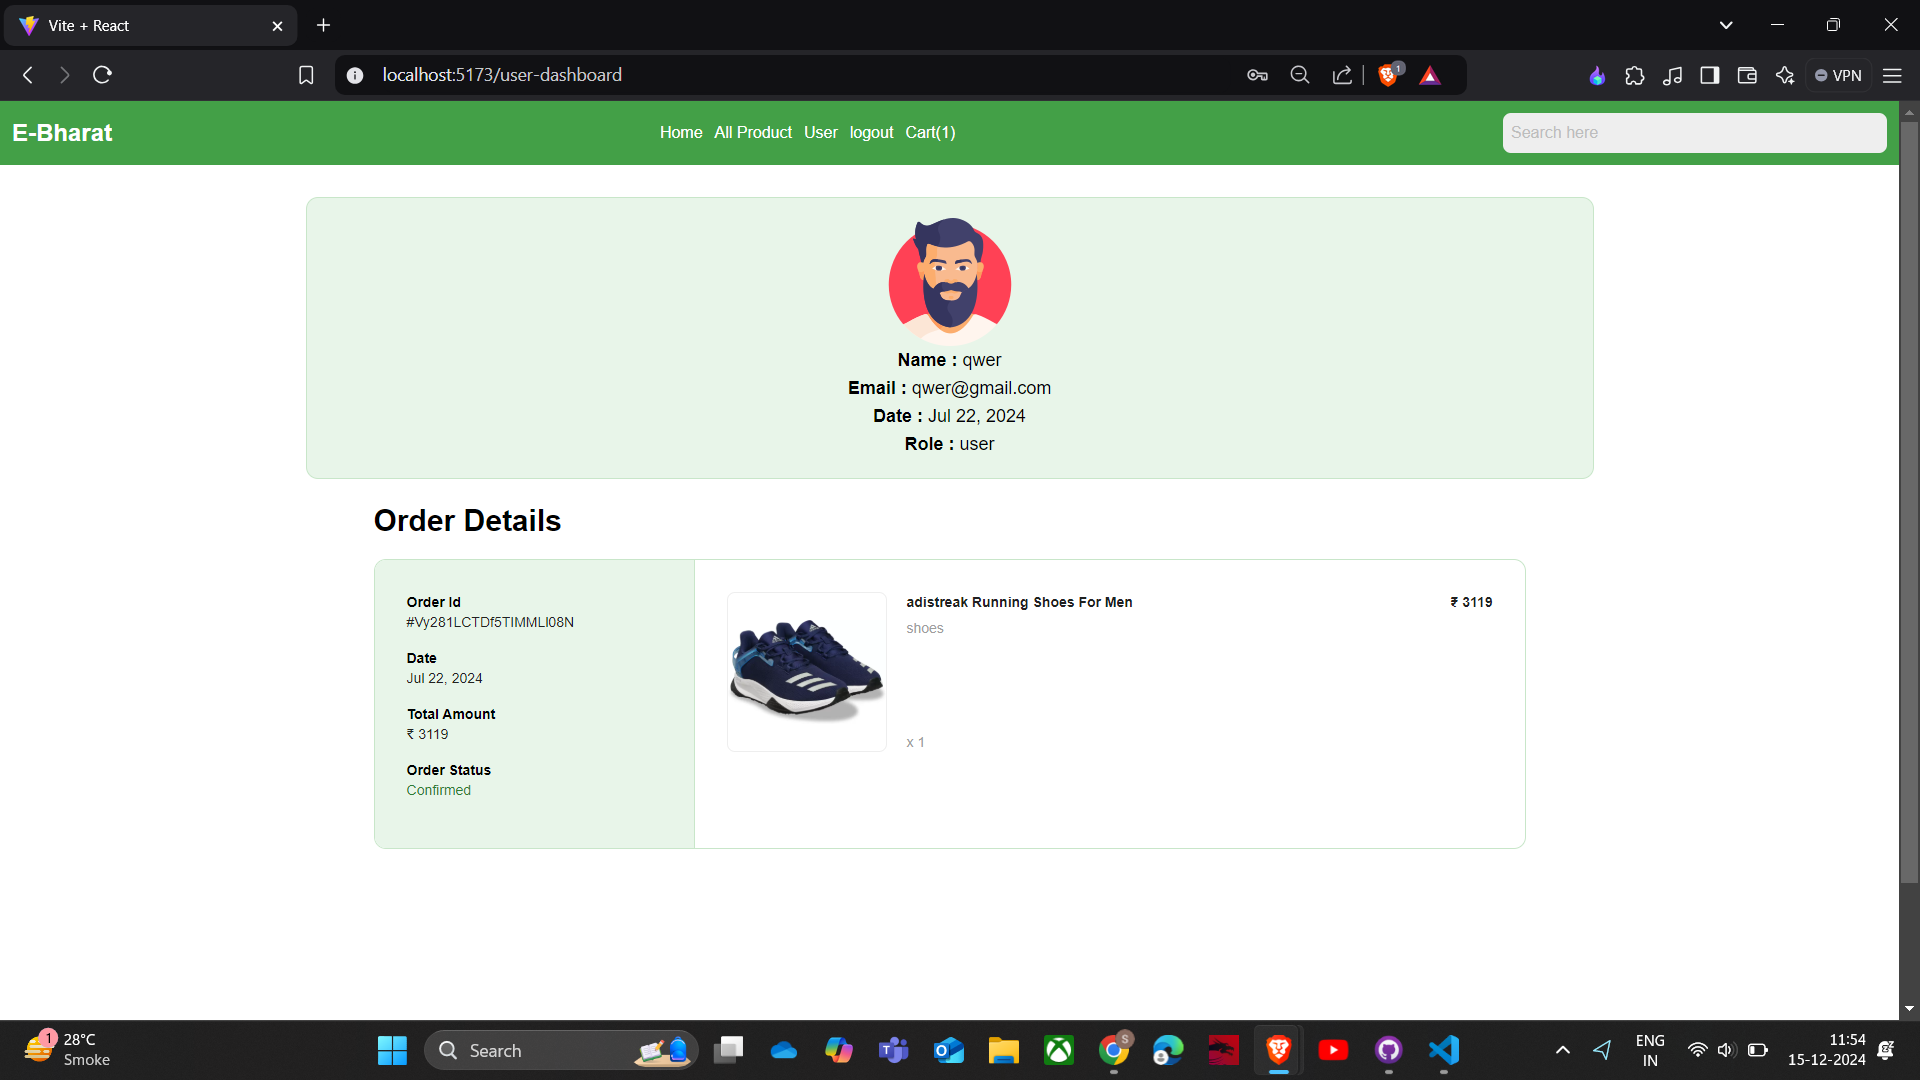 Vite + React
localhost:5173/user-dashboard
1
VPN
E-Bharat
Home All Product User logout Cart(1)
Search here
Name : qwer
Email : qwer@gmail.com
Date : Jul 22, 2024
Role : user
Order Details
Order Id
#Vy281LCTDf5TIMMLI08N
Date
Jul 22, 2024
Total Amount
₹ 3119
Order Status
Confirmed
adistreak Running Shoes For Men
₹ 3119
shoes
x 1
1
28°C
Smoke
Search
S
ENG
IN
11:54
15-12-2024